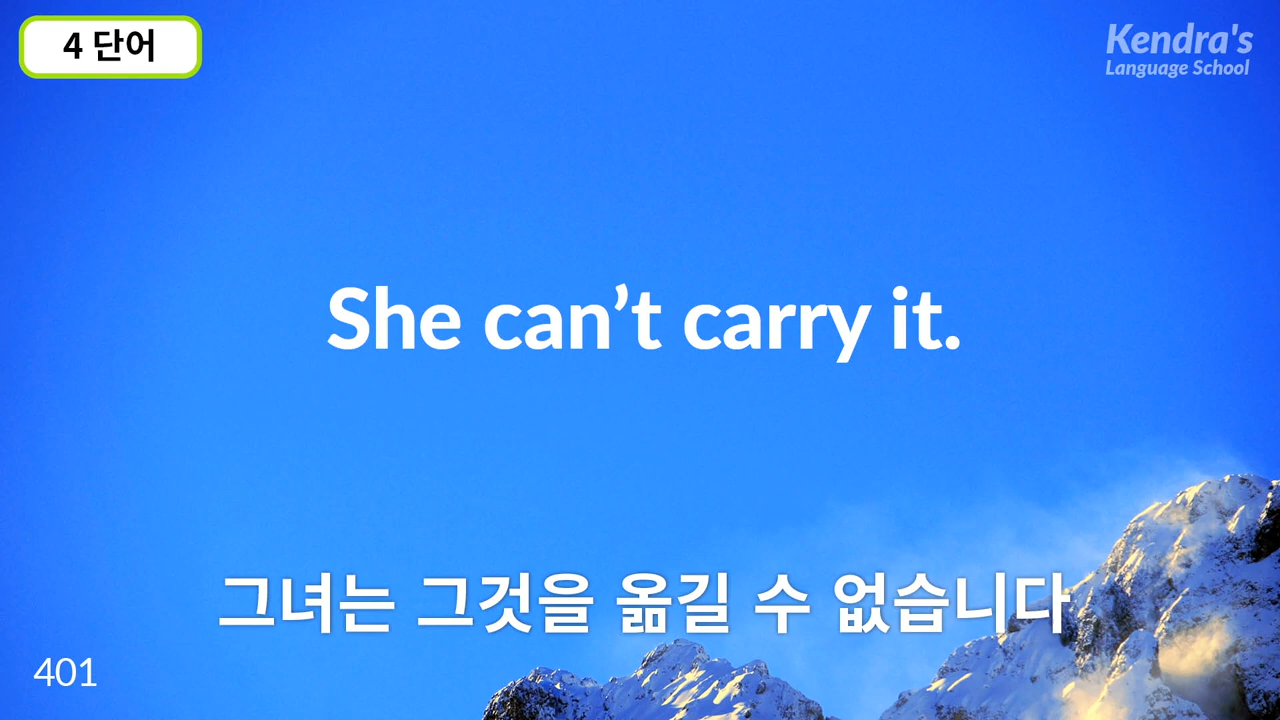 4 단어
Kendra's
Language School
She can’t carry it.
그녀는 그것을 옮길 수 없습니다
401